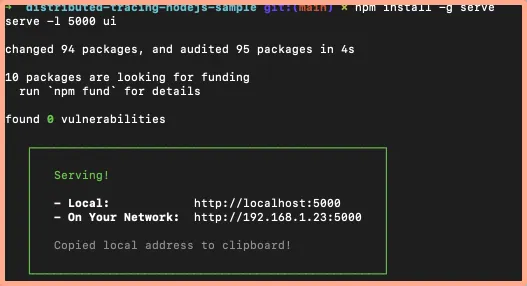 → distributed-tracing-nodejs-sample git:(main) × npm install -g serve
serve -l 5000 ui
changed 94 packages, and audited 95 packages in 4s
10 packages are looking for funding
run `npm fund` for details
found 0 vulnerabilities
Serving!
- Local: http://localhost:5000
- On Your Network: http://192.168.1.23:5000
Copied local address to clipboard!